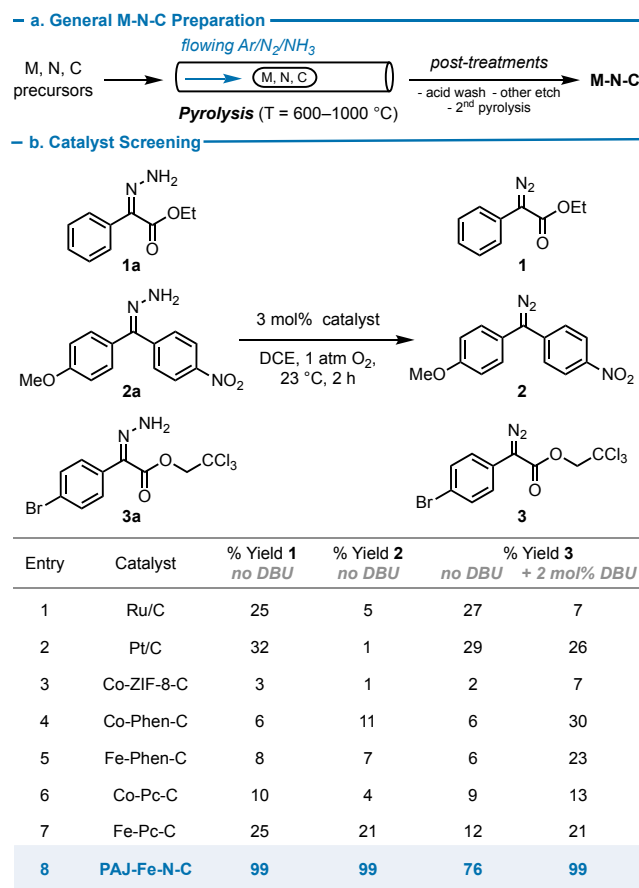 a. General M-N-C Preparation
flowing Ar/N2/NH3
M, N, C
precursors
M, N, C
Pyrolysis (T = 600–1000 °C)
post-treatments
- acid wash - other etch
- 2nd pyrolysis
M-N-C
b. Catalyst Screening
N NH2
OEt
O
1a
N2
OEt
O
1
N NH2
MeO
NO2
2a
3 mol% catalyst
DCE, 1 atm O2,
23 °C, 2 h
N2
MeO
NO2
2
N NH2
O CCl3
O
Br
3a
N2
O CCl3
O
Br
3
Entry Catalyst % Yield 1 % Yield 2 % Yield 3
no DBU no DBU no DBU + 2 mol% DBU
1 Ru/C 25 5 27 7
2 Pt/C 32 1 29 26
3 Co-ZIF-8-C 3 1 2 7
4 Co-Phen-C 6 11 6 30
5 Fe-Phen-C 8 7 6 23
6 Co-Pc-C 10 4 9 13
7 Fe-Pc-C 25 21 12 21
8 PAJ-Fe-N-C 99 99 76 99